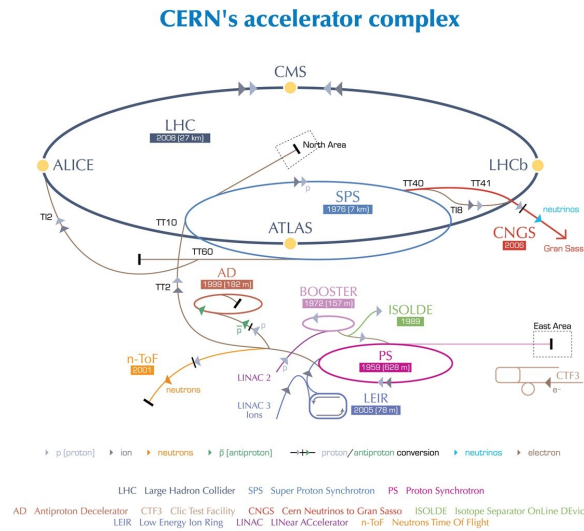 CERN's accelerator complex
CMS
LHC
2008 (27 km)
North Area
ALICE
LHCb
p
SPS
1976 (7 km)
TT40
TT41
TI2
TT10
TI8
neutrinos
ATLAS
CNGS
2006
Gran Sass
TT60
AD
1999 (182 m)
TT2
BOOSTER
1972 (157 m)
ISOLDE
1989
p
p̄
p
East Area
n-ToF
2001
neutrons
LINAC 2
PS
1959 (628 m)
CTF3
e-
LINAC 3
Ions
LEIR
2005 (78 m)
p (proton) ion neutrons p̄ (antiproton) proton/antiproton conversion neutrinos electron
LHC Large Hadron Collider SPS Super Proton Synchrotron PS Proton Synchrotron
AD Antiproton Decelerator CTF3 Clic Test Facility CNGS Cern Neutrinos to Gran Sasso ISOLDE Isotope Separator OnLine DEvic
LEIR Low Energy Ion Ring LINAC LINear ACcelerator n-ToF Neutrons Time Of Flight